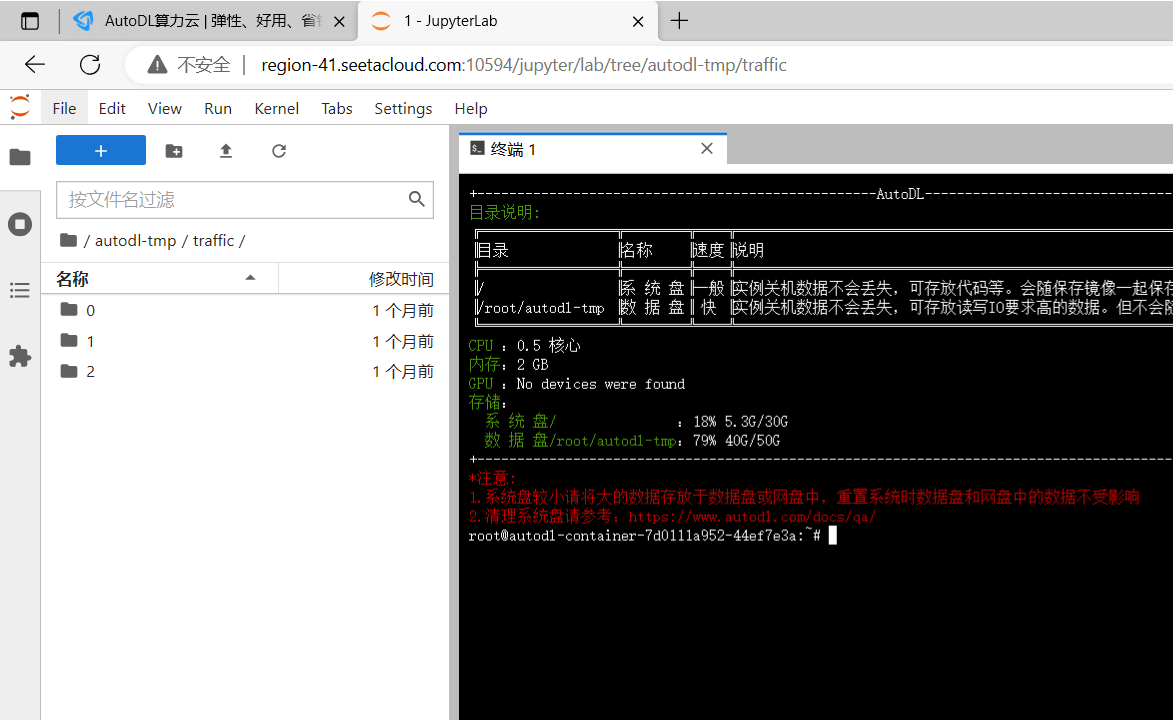 AutoDL算力云 | 弹性、好用、省钱
1 - JupyterLab
不安全 | region-41.seetacloud.com:10594/jupyter/lab/tree/autodl-tmp/traffic
File Edit View Run Kernel Tabs Settings Help
终端 1
按文件名过滤
/ autodl-tmp / traffic /
名称 修改时间
0 1 个月前
1 1 个月前
2 1 个月前
+--------------------------------------------------AutoDL--------------------------------
目录说明:
目录 名称 速度 说明
/ 系 统 盘 一般 实例关机数据不会丢失，可存放代码等。会随保存镜像一起保存
/root/autodl-tmp 数 据 盘 快 实例关机数据不会丢失，可存放读写IO要求高的数据。但不会随
CPU ：0.5 核心
内存：2 GB
GPU ：No devices were found
存储：
系 统 盘/ ：18% 5.3G/30G
数 据 盘/root/autodl-tmp：79% 40G/50G
+----------------------------------------------------------------------------------------
*注意:
1.系统盘较小请将大的数据存放于数据盘或网盘中，重置系统时数据盘和网盘中的数据不受影响
2.清理系统盘请参考：https://www.autodl.com/docs/qa/
root@autodl-container-7d0111a952-44ef7e3a:~#